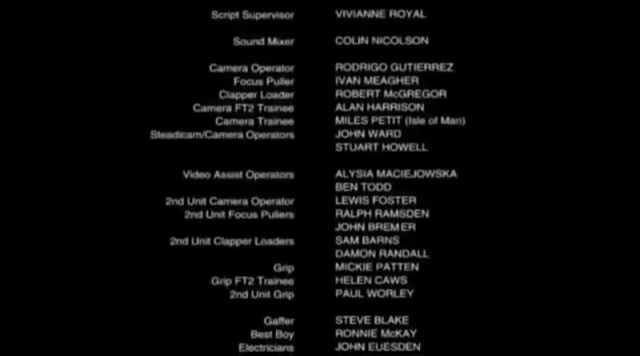 Script Supervisor VIVIANNE ROYAL
Sound Mixer COLIN NICOLSON
Camera Operator RODRIGO GUTIERREZ
Focus Puller IVAN MEAGHER
Clapper Loader ROBERT McGREGOR
Camera FT2 Trainee ALAN HARRISON
Camera Trainee MILES PETIT (Isle of Man)
Steadicam/Camera Operators JOHN WARD
STUART HOWELL
Video Assist Operators ALYSIA MACIEJOWSKA
BEN TODD
2nd Unit Camera Operator LEWIS FOSTER
2nd Unit Focus Pullers RALPH RAMSDEN
JOHN BREMER
2nd Unit Clapper Loaders SAM BARNS
DAMON RANDALL
Grip MICKIE PATTEN
Grip FT2 Trainee HELEN CAWS
2nd Unit Grip PAUL WORLEY
Gaffer STEVE BLAKE
Best Boy RONNIE McKAY
Electricians JOHN EUESDEN